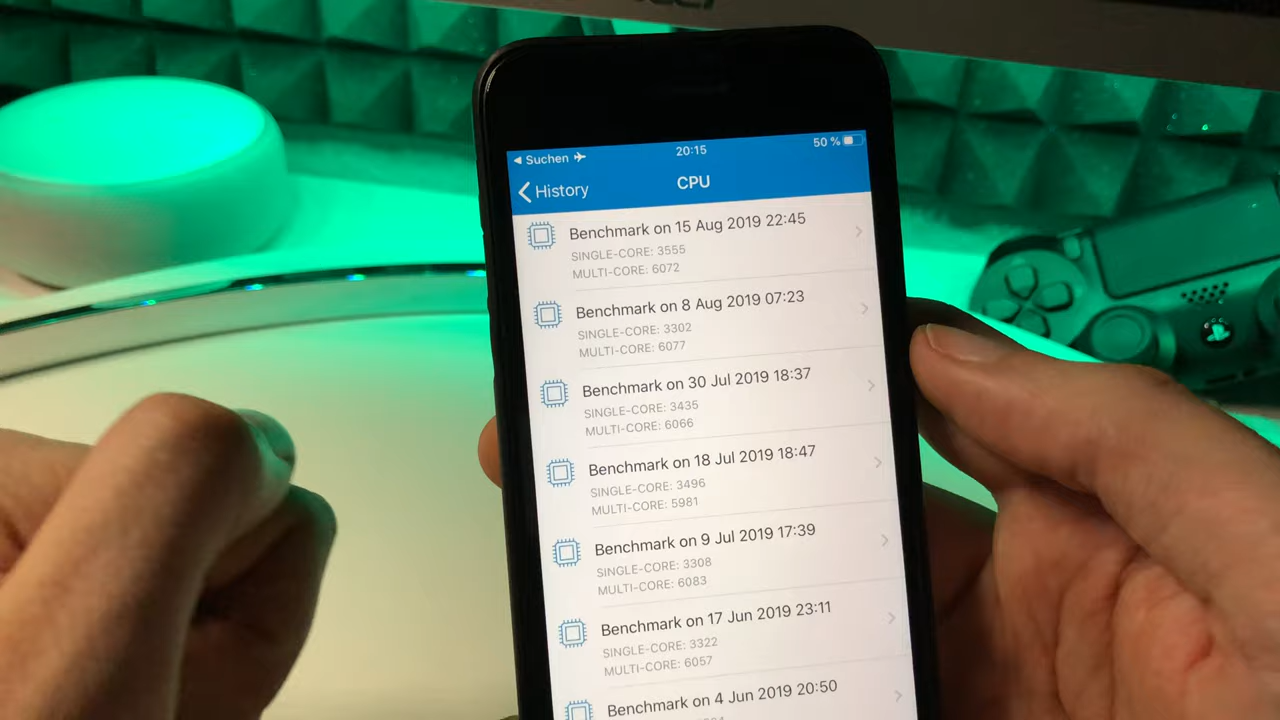 Suchen
20:15
50 %
History
CPU
Benchmark on 15 Aug 2019 22:45
SINGLE-CORE: 3555
MULTI-CORE: 6072
Benchmark on 8 Aug 2019 07:23
SINGLE-CORE: 3302
MULTI-CORE: 6077
Benchmark on 30 Jul 2019 18:37
SINGLE-CORE: 3435
MULTI-CORE: 6066
Benchmark on 18 Jul 2019 18:47
SINGLE-CORE: 3496
MULTI-CORE: 5981
Benchmark on 9 Jul 2019 17:39
SINGLE-CORE: 3308
MULTI-CORE: 6083
Benchmark on 17 Jun 2019 23:11
SINGLE-CORE: 3322
MULTI-CORE: 6057
Benchmark on 4 Jun 2019 20:50